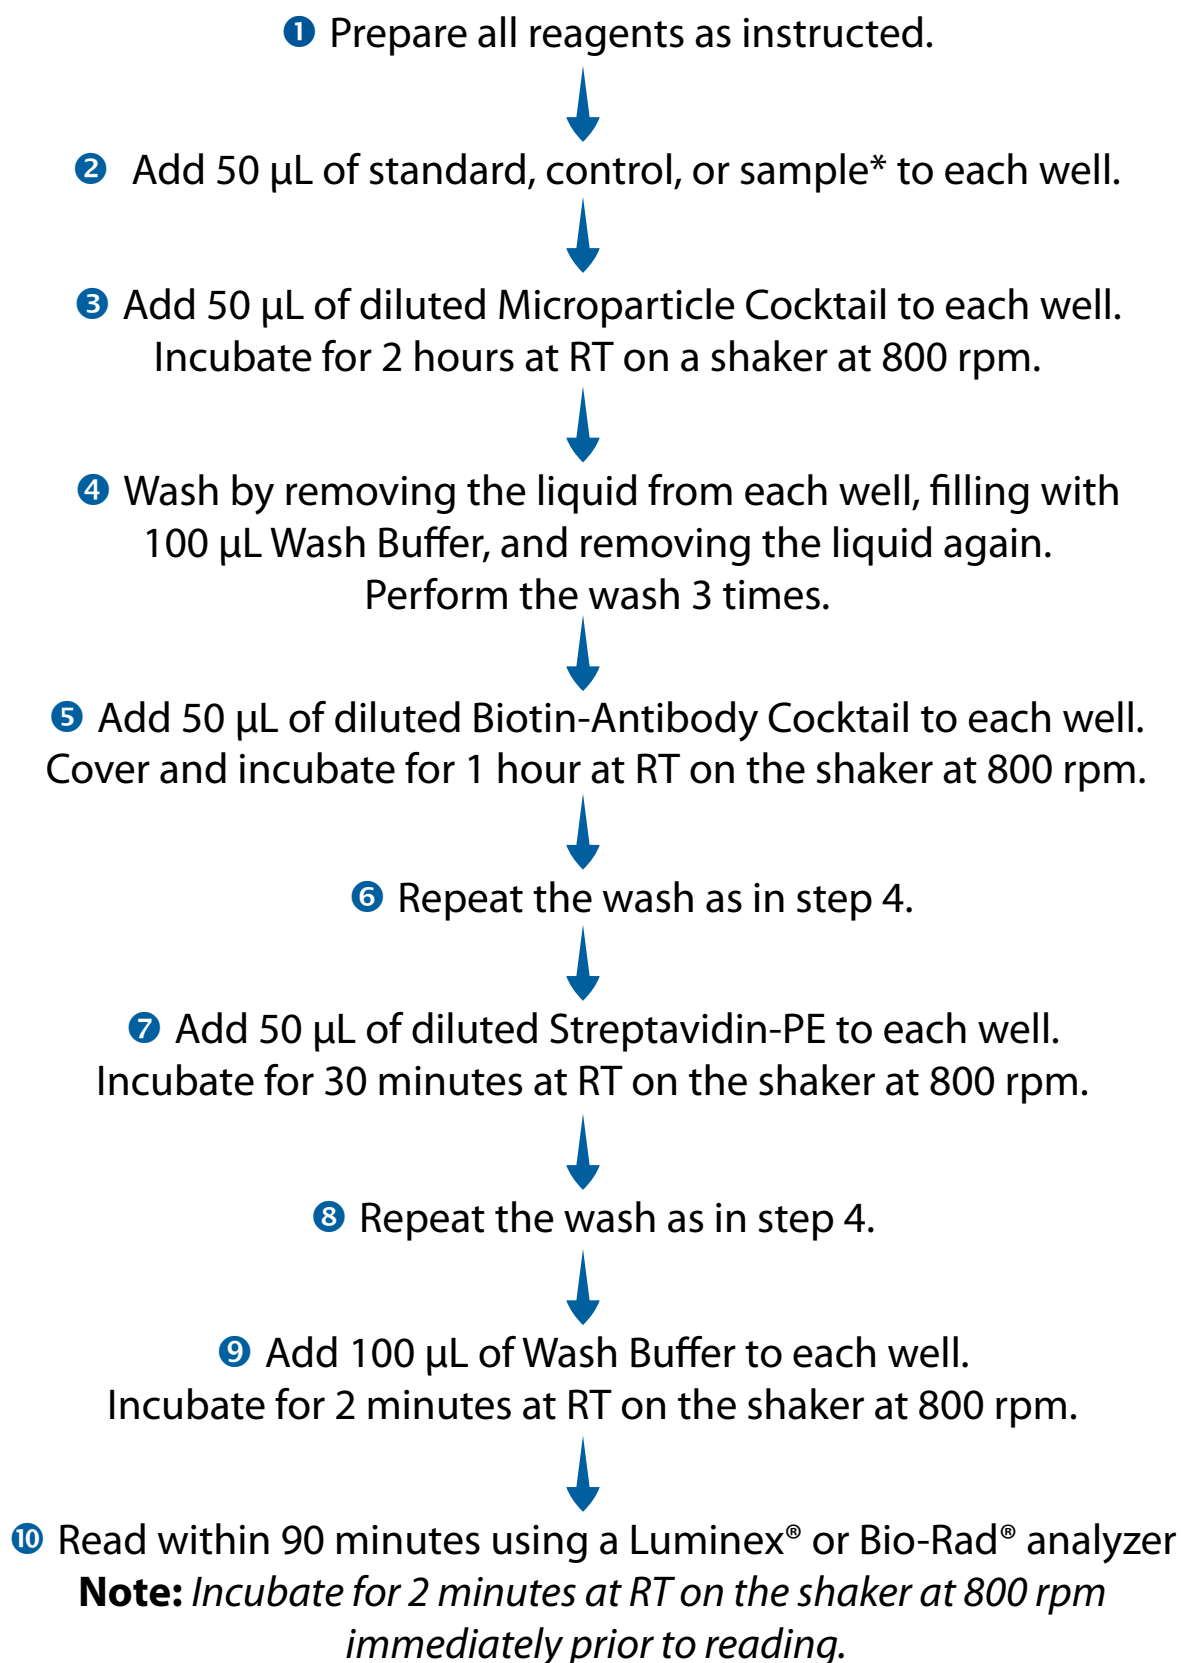 ❶ Prepare all reagents as instructed.
❷ Add 50 µL of standard, control, or sample* to each well.
❸ Add 50 µL of diluted Microparticle Cocktail to each well.
Incubate for 2 hours at RT on a shaker at 800 rpm.
❹ Wash by removing the liquid from each well, filling with
100 µL Wash Buffer, and removing the liquid again.
Perform the wash 3 times.
❺ Add 50 µL of diluted Biotin-Antibody Cocktail to each well.
Cover and incubate for 1 hour at RT on the shaker at 800 rpm.
❻ Repeat the wash as in step 4.
❼ Add 50 µL of diluted Streptavidin-PE to each well.
Incubate for 30 minutes at RT on the shaker at 800 rpm.
❽ Repeat the wash as in step 4.
❾ Add 100 µL of Wash Buffer to each well.
Incubate for 2 minutes at RT on the shaker at 800 rpm.
❿ Read within 90 minutes using a Luminex® or Bio-Rad® analyzer
Note: Incubate for 2 minutes at RT on the shaker at 800 rpm
immediately prior to reading.